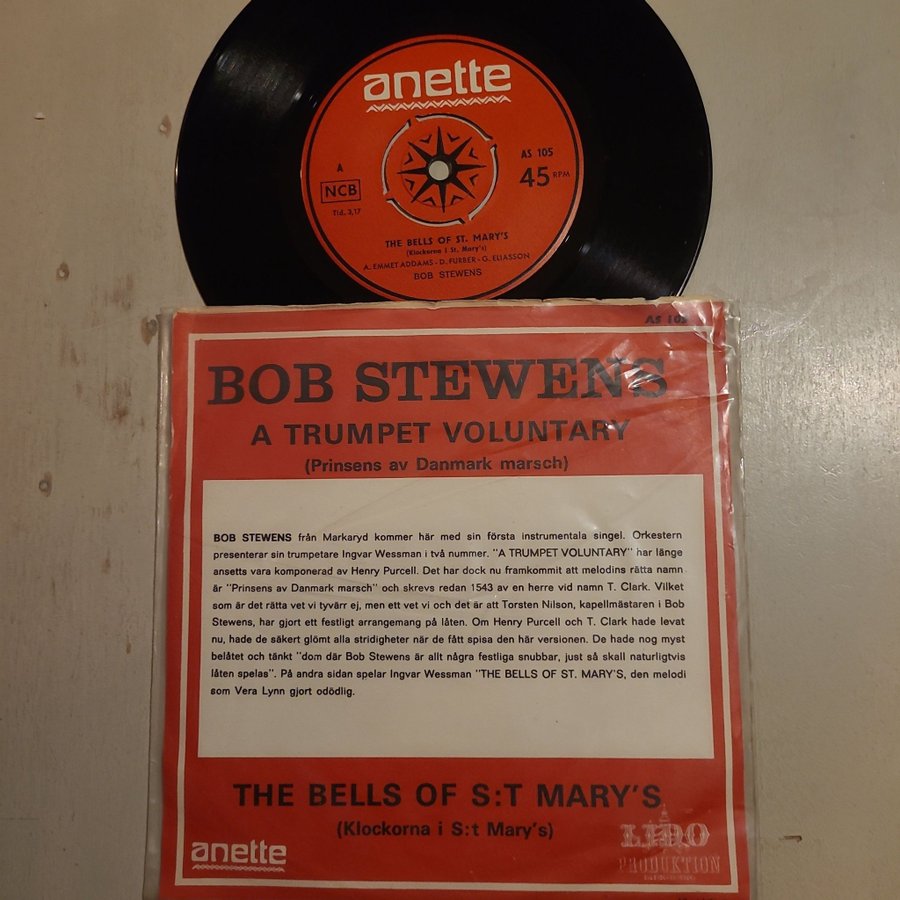 anette
A
NCB
Tid. 3,17
AS 105
45 RPM
THE BELLS OF ST. MARY'S
(Klockorna i St. Mary's)
A. EMMET ADDAMS - D. FURBER - G. ELIASSON
BOB STEWENS
AS 105
BOB STEWENS
A TRUMPET VOLUNTARY
(Prinsens av Danmark marsch)
BOB STEWENS från Markaryd kommer här med sin första instrumentala singel. Orkestern
presenterar sin trumpetare Ingvar Wessman i två nummer. "A TRUMPET VOLUNTARY" har länge
ansetts vara komponerad av Henry Purcell. Det har dock nu framkommit att melodins rätta namn
är "Prinsens av Danmark marsch" och skrevs redan 1543 av en herre vid namn T. Clark. Vilket
som är det rätta vet vi tyvärr ej, men ett vet vi och det är att Torsten Nilson, kapellmästaren i Bob
Stewens, har gjort ett festligt arrangemang på låten. Om Henry Purcell och T. Clark hade levat
nu, hade de säkert glömt alla stridigheter när de fått spisa den här versionen. De hade nog myst
belåtet och tänkt "dom där Bob Stewens är allt några festliga snubbar, just så skall naturligtvis
låten spelas". På andra sidan spelar Ingvar Wessman "THE BELLS OF ST. MARY'S, den melodi
som Vera Lynn gjort odödlig.
THE BELLS OF S:T MARY'S
(Klockorna i S:t Mary's)
anette
LIRO
PRODUKTION